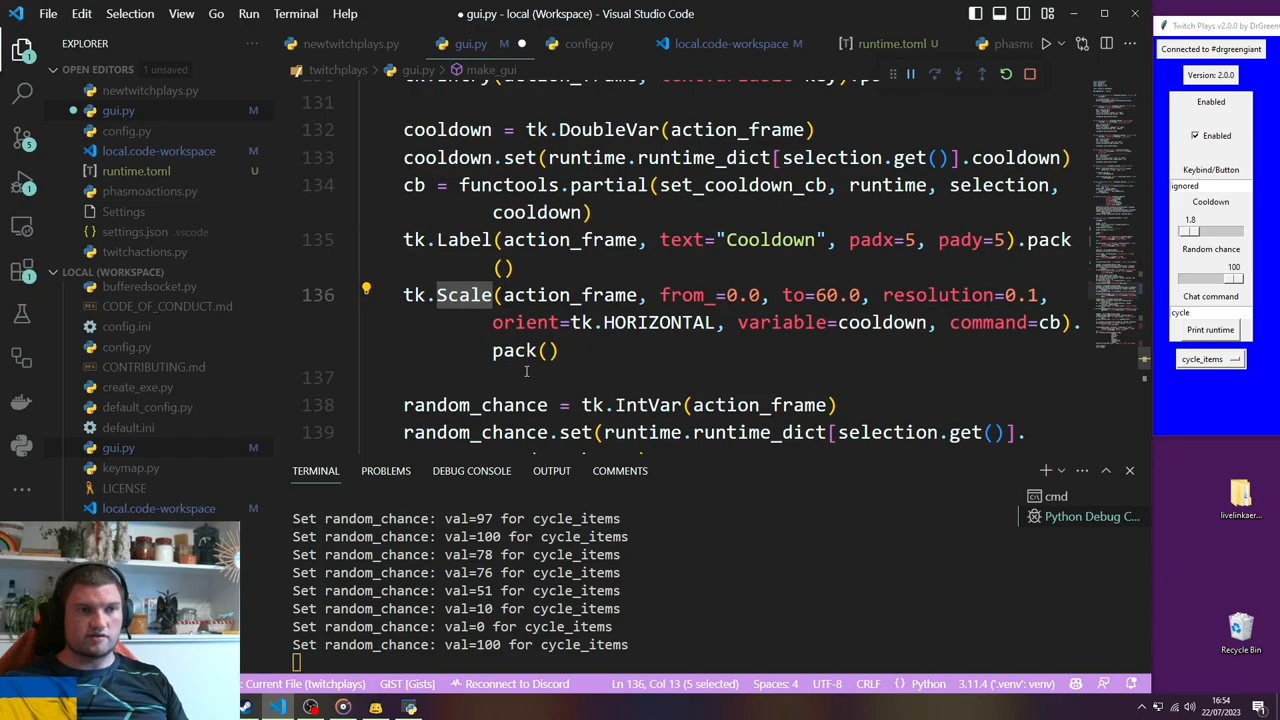 File Edit Selection View Go Run Terminal Help
● gui.py - local (Workspace) - Visual Studio Code
newtwitchplays.py gui.py config.py local.code-workspace M runtime.toml U
twitchplays > gui.py > make_gui
EXPLORER
OPEN EDITORS 1 unsaved
newtwitchplays.py
gui.py M
config.py
local.code-workspace M
runtime.toml U
phasmoactions.py
Settings
settings.json .vscode
twitchactions.py
LOCAL (WORKSPACE)
bufferedsocket.py
CODE_OF_CONDUCT.md
config.ini
config.py
CONTRIBUTING.md
create_exe.py
default_config.py
default.ini
gui.py M
keymap.py
LICENSE
local.code-workspace M
= tk.DoubleVar(action_frame)
.set(runtime.runtime_dict[selection.get()].cooldown)
134
= functools.partial(set_cooldown_cb, runtime, selection,
cooldown)
135
.Label(action_frame, text="Cooldown", padx=5, pady=5).pack
Scale(action_frame, from_=0.0, resolution=0.1,
orient=tk.HORIZONTAL, variable=cooldown, command=cb).
pack()
137
138 random_chance = tk.IntVar(action_frame)
139 random_chance.set(runtime.runtime_dict[selection.get()].
TERMINAL PROBLEMS DEBUG CONSOLE OUTPUT COMMENTS
cmd
Python Debug C...
Set random_chance: val=97 for cycle_items
Set random_chance: val=100 for cycle_items
Set random_chance: val=78 for cycle_items
Set random_chance: val=76 for cycle_items
Set random_chance: val=51 for cycle_items
Set random_chance: val=10 for cycle_items
Set random_chance: val=0 for cycle_items
Set random_chance: val=100 for cycle_items
: Current File (twitchplays) GIST [Gists] Reconnect to Discord Ln 136, Col 13 (5 selected) Spaces: 4 UTF-8 CRLF Python 3.11.4 ('.venv': venv)
Twitch Plays v2.0.0 by DrGreen
Connected to #drgreengiant
Version: 2.0.0
Enabled
Enabled
Keybind/Button
ignored
Cooldown
1.8
Random chance
100
Chat command
cycle
Print runtime
cycle_items
livelinkaer...
Recycle Bin
16:54
22/07/2023